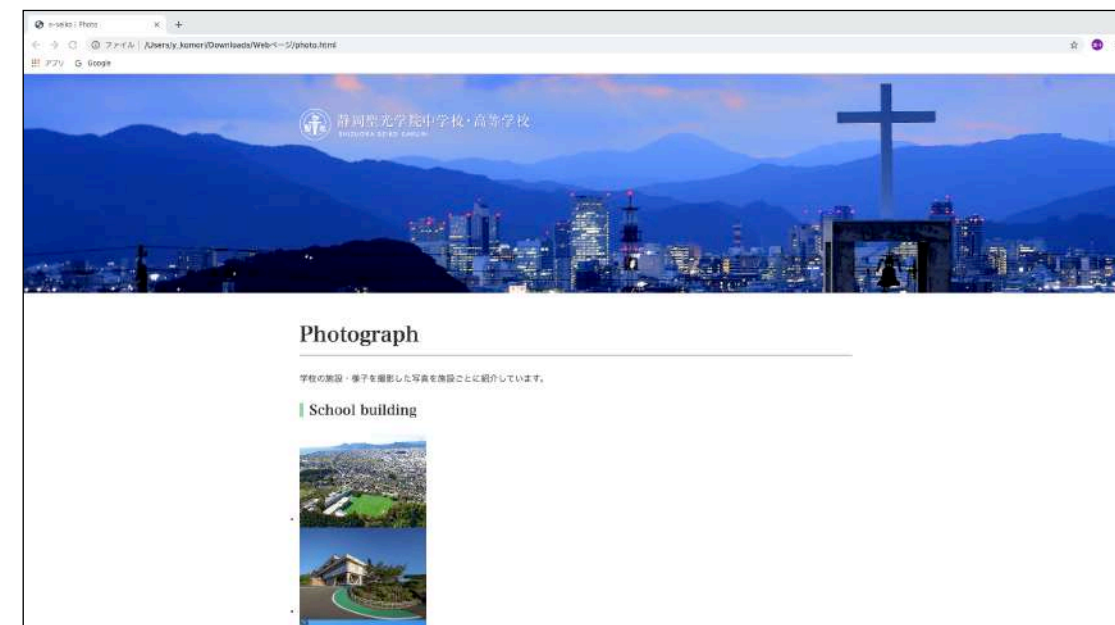 e-seiko | Photo
ファイル | /Users/y_komori/Downloads/Webページ/photo.html
アプリ
G Google
静岡聖光学院中学校・高等学校
SHIZUOKA SEIKO GAKUIN
Photograph
学校の施設・様子を撮影した写真を施設ごとに紹介しています。
School building